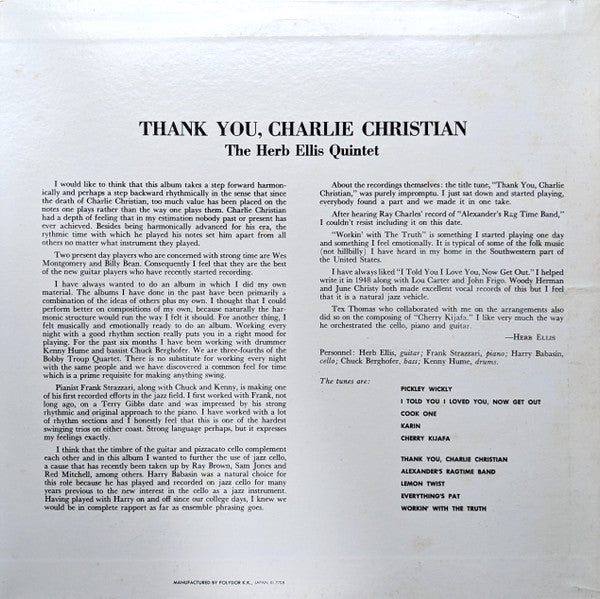 THANK YOU, CHARLIE CHRISTIAN
The Herb Ellis Quintet
I would like to think that this album takes a step forward harmon-
ically and perhaps a step backward rhythmically in the sense that since
the death of Charlie Christian, too much value has been placed on the
notes one plays rather than the way one plays them. Charlie Christian
had a depth of feeling that in my estimation nobody past or present has
ever achieved. Besides being harmonically advanced for his era, the
rythmic time with which he played his notes set him apart from all
others no matter what instrument they played.
Two present day players who are concerned with strong time are Wes
Montgomery and Billy Bean. Consequently I feel that they are the best
of the new guitar players who have recently started recording.
I have always wanted to do an album in which I did my own
material. The albums I have done in the past have been primarily a
combination of the ideas of others plus my own. I thought that I could
perform better on compositions of my own, because naturally the har-
monic structure would run the way I felt it should. For another thing, I
felt musically and emotionally ready to do an album. Working every
night with a good rhythm section really puts you in a right mood for
playing. For the past six months I have been working with drummer
Kenny Hume and bassist Chuck Berghofer. We are three-fourths of the
Bobby Troup Quartet. There is no substitute for working every night
with the same people and we have discovered a common feel for time
which is a prime requisite for making anything swing.
Pianist Frank Strazzari, along with Chuck and Kenny, is making one
of his first recorded efforts in the jazz field. I first worked with Frank, not
long ago, on a Terry Gibbs date and was impressed by his strong
rhythmic and original approach to the piano. I have worked with a lot
of rhythm sections and I honestly feel that this is one of the hardest
swinging trios on either coast. Strong language perhaps, but it expresses
my feelings exactly.
I think that the timbre of the guitar and pizzacato cello complement
each other and in this album I wanted to further the use of jazz cello,
a cause that has recently been taken up by Ray Brown, Sam Jones and
Red Mitchell, among others. Harry Babasin was a natural choice for
this role because he has played and recorded on jazz cello for many
years previous to the new interest in the cello as a jazz instrument.
Having played with Harry on and off since our college days, I knew we
would be in complete rapport as far as ensemble phrasing goes.
About the recordings themselves: the title tune, "Thank You, Charlie
Christian," was purely impromptu. I just sat down and started playing,
everybody found a part and we made it in one take.
After hearing Ray Charles' record of "Alexander's Rag Time Band,"
I couldn't resist including it on this date.
"Workin' with The Truth" is something I started playing one day
and something I feel emotionally. It is typical of some of the folk music
(not hillbilly) I have heard in my home in the Southwestern part of
the United States.
I have always liked "I Told You I Love You, Now Get Out." I helped
write it in 1948 along with Lou Carter and John Frigo. Woody Herman
and June Christy both made excellent vocal records of this but I feel
that it is a natural jazz vehicle.
Tex Thomas who collaborated with me on the arrangements also
did so on the composing of "Cherry Kijafa." I like very much the way
he orchestrated the cello, piano and guitar.
—HERB ELLIS
Personnel: Herb Ellis, guitar; Frank Strazzari, piano; Harry Babasin,
cello; Chuck Berghofer, bass; Kenny Hume, drums.
The tunes are:
PICKLEY WICKLY
I TOLD YOU I LOVED YOU, NOW GET OUT
COOK ONE
KARIN
CHERRY KIJAFA
THANK YOU, CHARLIE CHRISTIAN
ALEXANDER'S RAGTIME BAND
LEMON TWIST
EVERYTHING'S PAT
WORKIN' WITH THE TRUTH
MANUFACTURED BY POLYDOR K.K., JAPAN